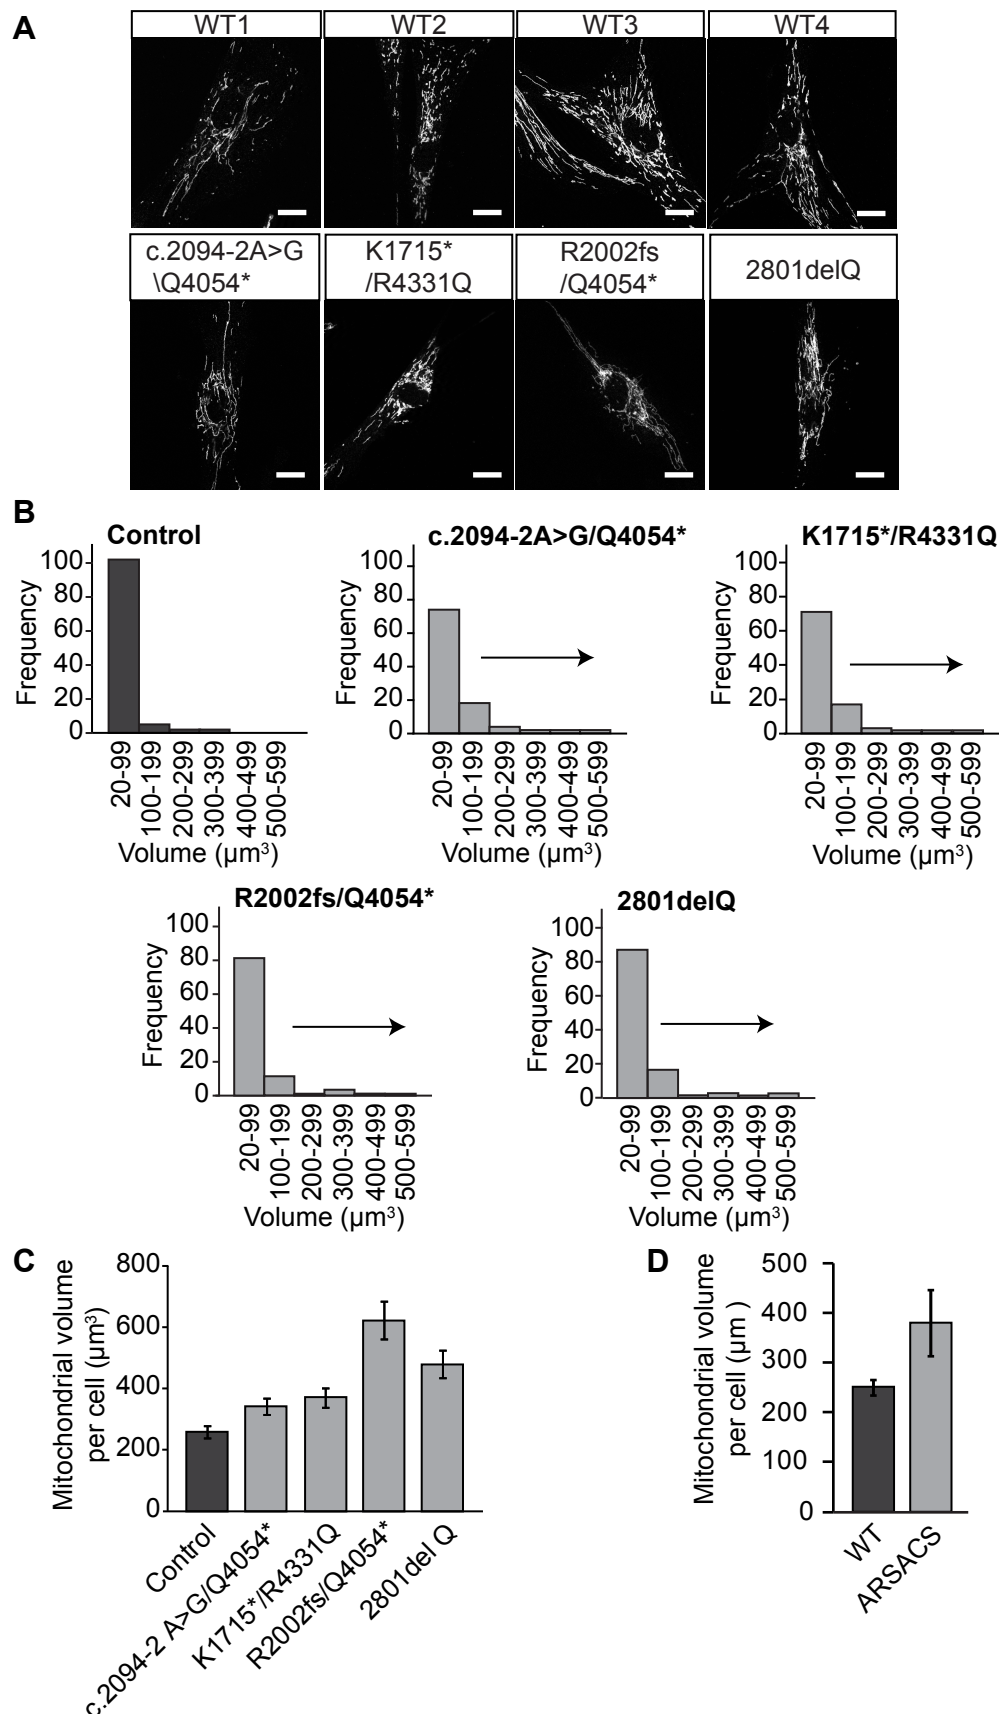 A
WT1 WT2 WT3 WT4
c.2094-2A>G
\Q4054*
K1715*
/R4331Q
R2002fs
/Q4054*
2801delQ
B
Control
Frequency
100
80
60
40
20
0
20-99
100-199
200-299
300-399
400-499
500-599
Volume (µm³)
c.2094-2A>G/Q4054*
Frequency
100
80
60
40
20
0
20-99
100-199
200-299
300-399
400-499
500-599
Volume (µm³)
K1715*/R4331Q
Frequency
100
80
60
40
20
0
20-99
100-199
200-299
300-399
400-499
500-599
Volume (µm³)
R2002fs/Q4054*
Frequency
100
80
60
40
20
0
20-99
100-199
200-299
300-399
400-499
500-599
Volume (µm³)
2801delQ
Frequency
100
80
60
40
20
0
20-99
100-199
200-299
300-399
400-499
500-599
Volume (µm³)
C
Mitochondrial volume
per cell (µm³)
800
600
400
200
0
Control
c.2094-2 A>G/Q4054*
K1715*/R4331Q
R2002fs/Q4054*
2801del Q
D
Mitochondrial volume
per cell (µm )
500
400
300
200
100
0
WT
ARSACS